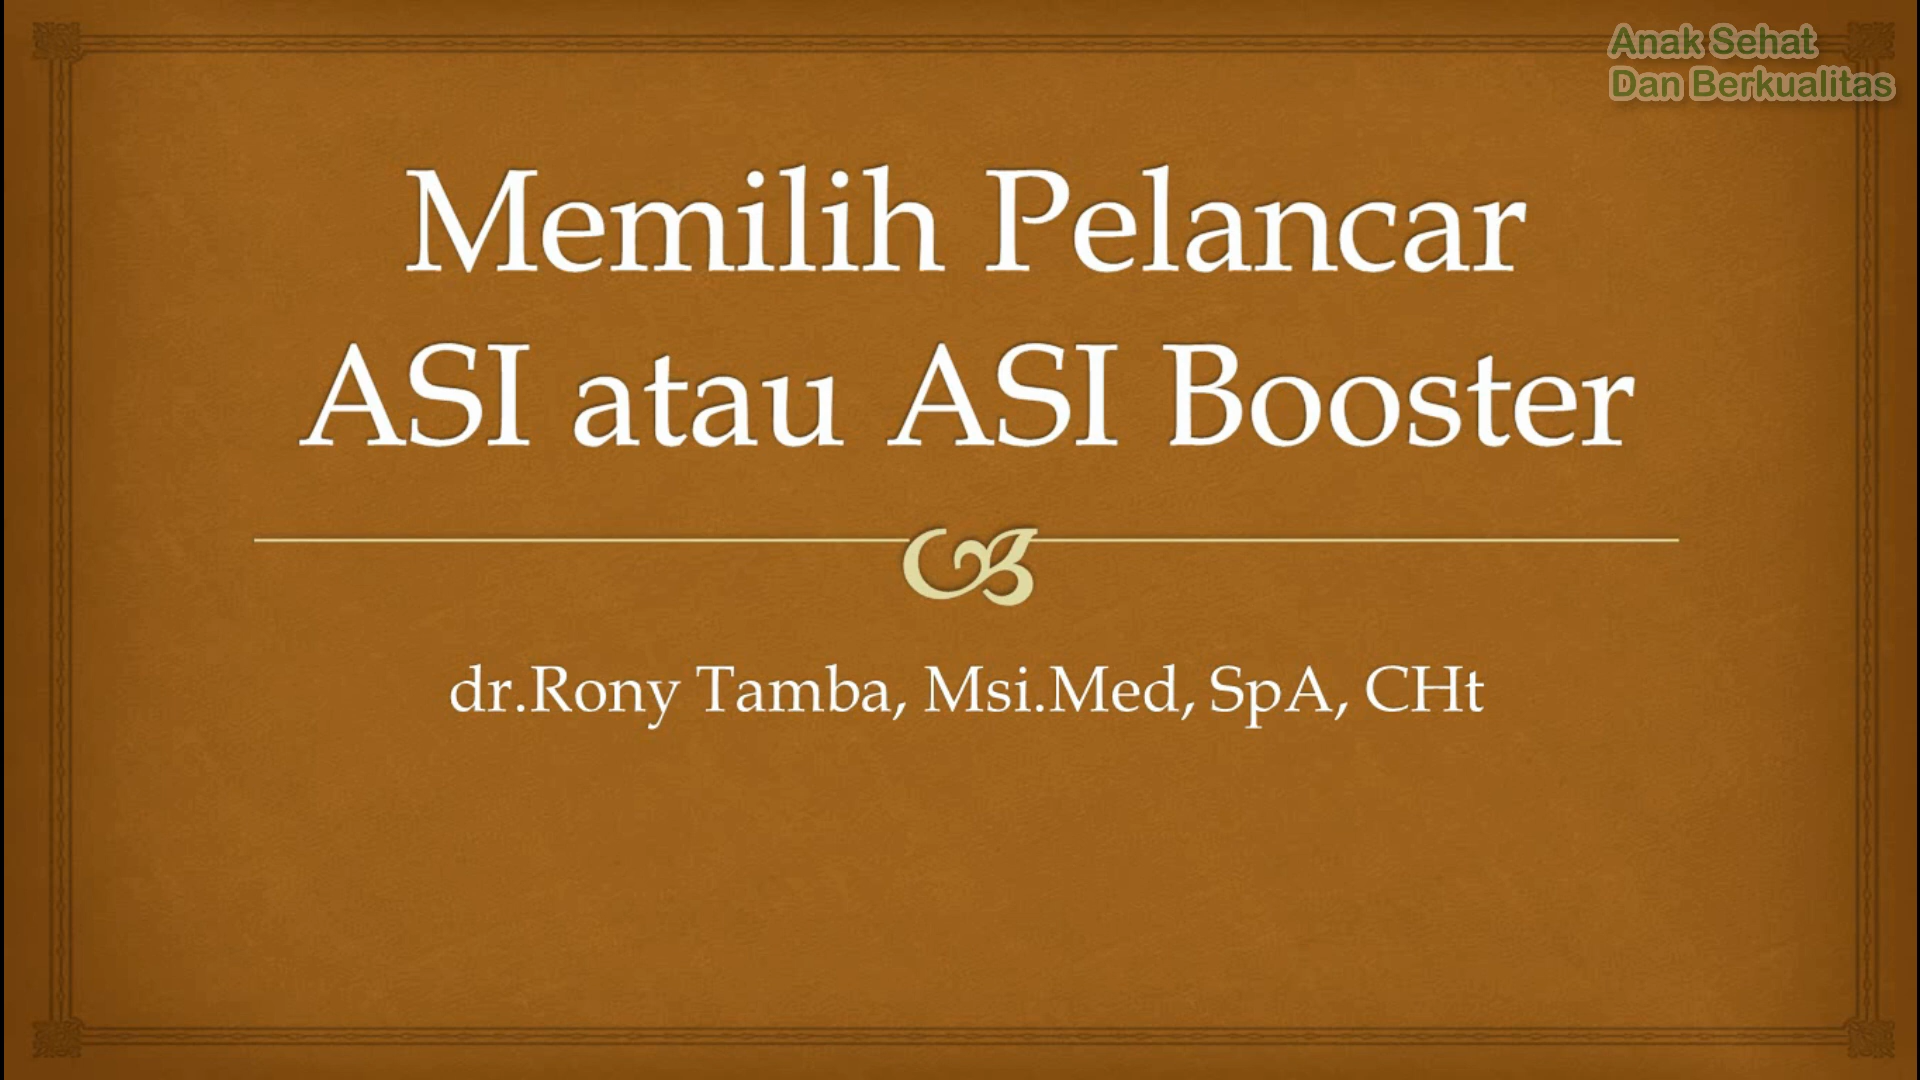 Anak Sehat
Dan Berkualitas
Memilih Pelancar
ASI atau ASI Booster
dr.Rony Tamba, Msi.Med, SpA, CHt